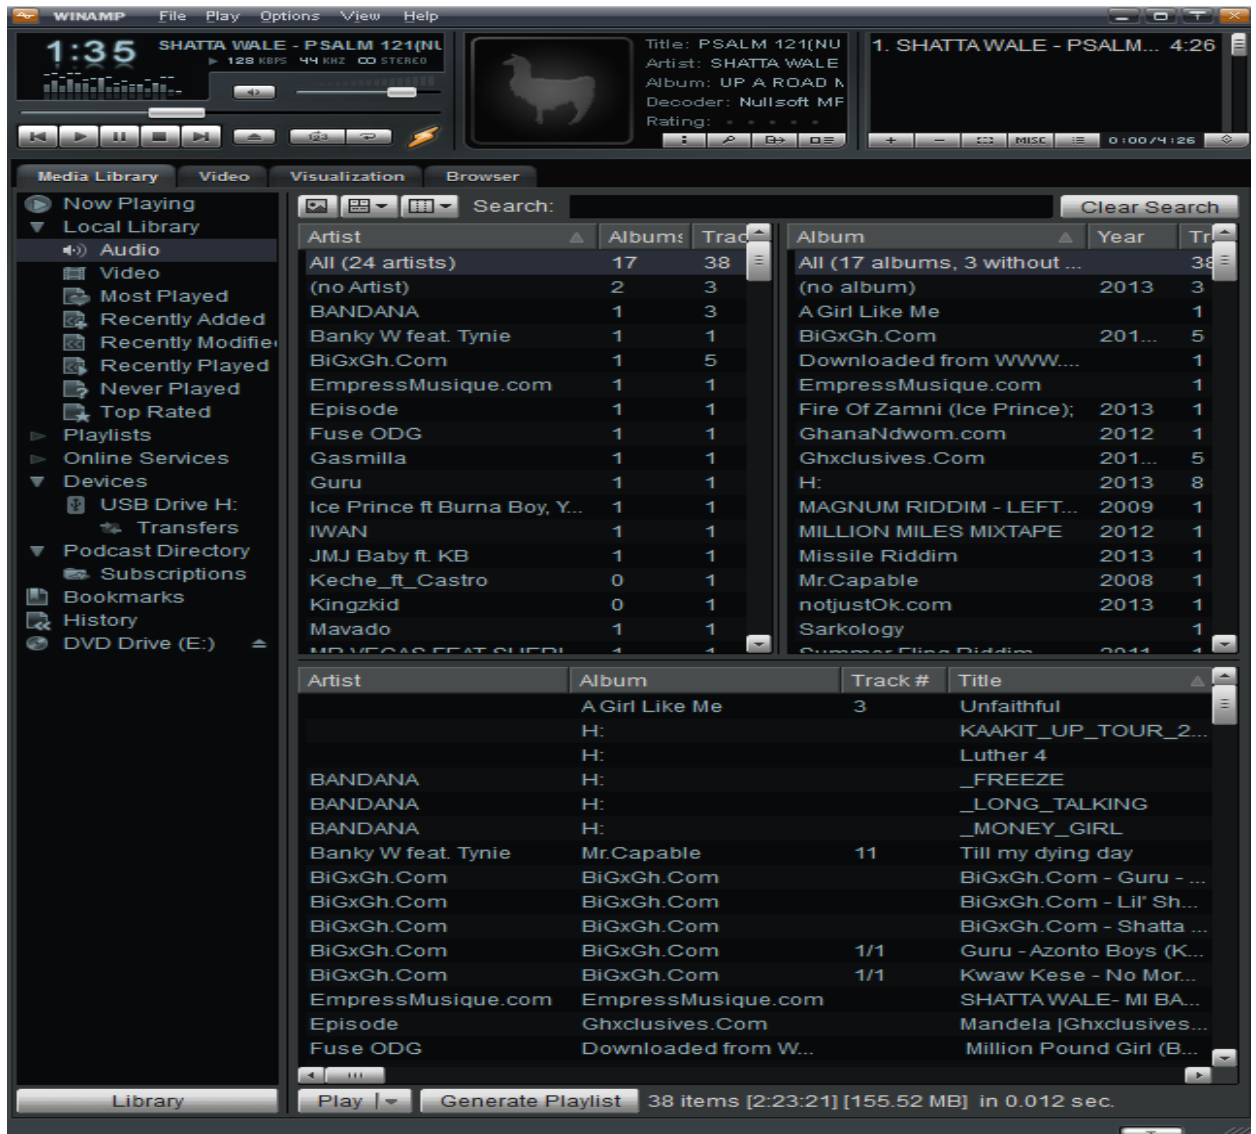 WINAMP File Play Options View Help
1:35 SHATTA WALE - PSALM 121(NU
128 KBPS 44 KHZ STEREO
Title: PSALM 121(NU
Artist: SHATTA WALE
Album: UP A ROAD N
Decoder: Nullsoft MF
Rating:
1. SHATTA WALE - PSALM... 4:26
MISC 0:00/4:26
Media Library Video Visualization Browser
Now Playing
Local Library
Audio
Video
Most Played
Recently Added
Recently Modifie
Recently Played
Never Played
Top Rated
Playlists
Online Services
Devices
USB Drive H:
Transfers
Podcast Directory
Subscriptions
Bookmarks
History
DVD Drive (E:)
Library
Search: Clear Search
Artist Albums Trac
All (24 artists) 17 38
(no Artist) 2 3
BANDANA 1 3
Banky W feat. Tynie 1 1
BiGxGh.Com 1 5
EmpressMusique.com 1 1
Episode 1 1
Fuse ODG 1 1
Gasmilla 1 1
Guru 1 1
Ice Prince ft Burna Boy, Y... 1 1
IWAN 1 1
JMJ Baby ft. KB 1 1
Keche_ft_Castro 0 1
Kingzkid 0 1
Mavado 1 1
MR VEGAS FEAT SHERI 1 1
Album Year Tr
All (17 albums, 3 without ... 38
(no album) 2013 3
A Girl Like Me 1
BiGxGh.Com 201... 5
Downloaded from WWW.... 1
EmpressMusique.com 1
Fire Of Zamni (Ice Prince); 2013 1
GhanaNdwom.com 2012 1
Ghxclusives.Com 201... 5
H: 2013 8
MAGNUM RIDDIM - LEFT... 2009 1
MILLION MILES MIXTAPE 2012 1
Missile Riddim 2013 1
Mr.Capable 2008 1
notjustOk.com 2013 1
Sarkology 1
Summer Fling Riddim 2011 1
Artist Album Track # Title
A Girl Like Me 3 Unfaithful
H: KAAKIT_UP_TOUR_2...
H: Luther 4
BANDANA H: _FREEZE
BANDANA H: _LONG_TALKING
BANDANA H: _MONEY_GIRL
Banky W feat. Tynie Mr.Capable 11 Till my dying day
BiGxGh.Com BiGxGh.Com BiGxGh.Com - Guru - ...
BiGxGh.Com BiGxGh.Com BiGxGh.Com - Lil' Sh...
BiGxGh.Com BiGxGh.Com BiGxGh.Com - Shatta ...
BiGxGh.Com BiGxGh.Com 1/1 Guru - Azonto Boys (K...
BiGxGh.Com BiGxGh.Com 1/1 Kwaw Kese - No Mor...
EmpressMusique.com EmpressMusique.com SHATTA WALE- MI BA...
Episode Ghxclusives.Com Mandela |Ghxclusives...
Fuse ODG Downloaded from W... Million Pound Girl (B...
Play Generate Playlist 38 items [2:23:21] [155.52 MB] in 0.012 sec.